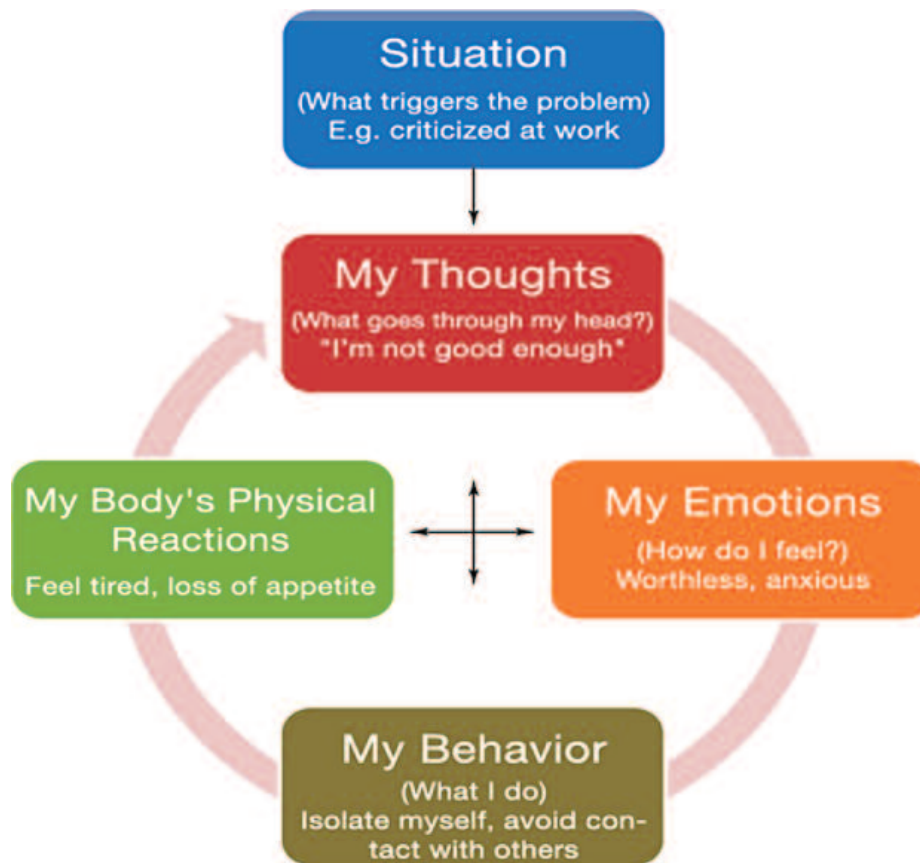 Situation
(What triggers the problem)
E.g. criticized at work
My Thoughts
(What goes through my head?)
"I'm not good enough"
My Body's Physical
Reactions
Feel tired, loss of appetite
My Emotions
(How do I feel?)
Worthless, anxious
My Behavior
(What I do)
Isolate myself, avoid con-
tact with others